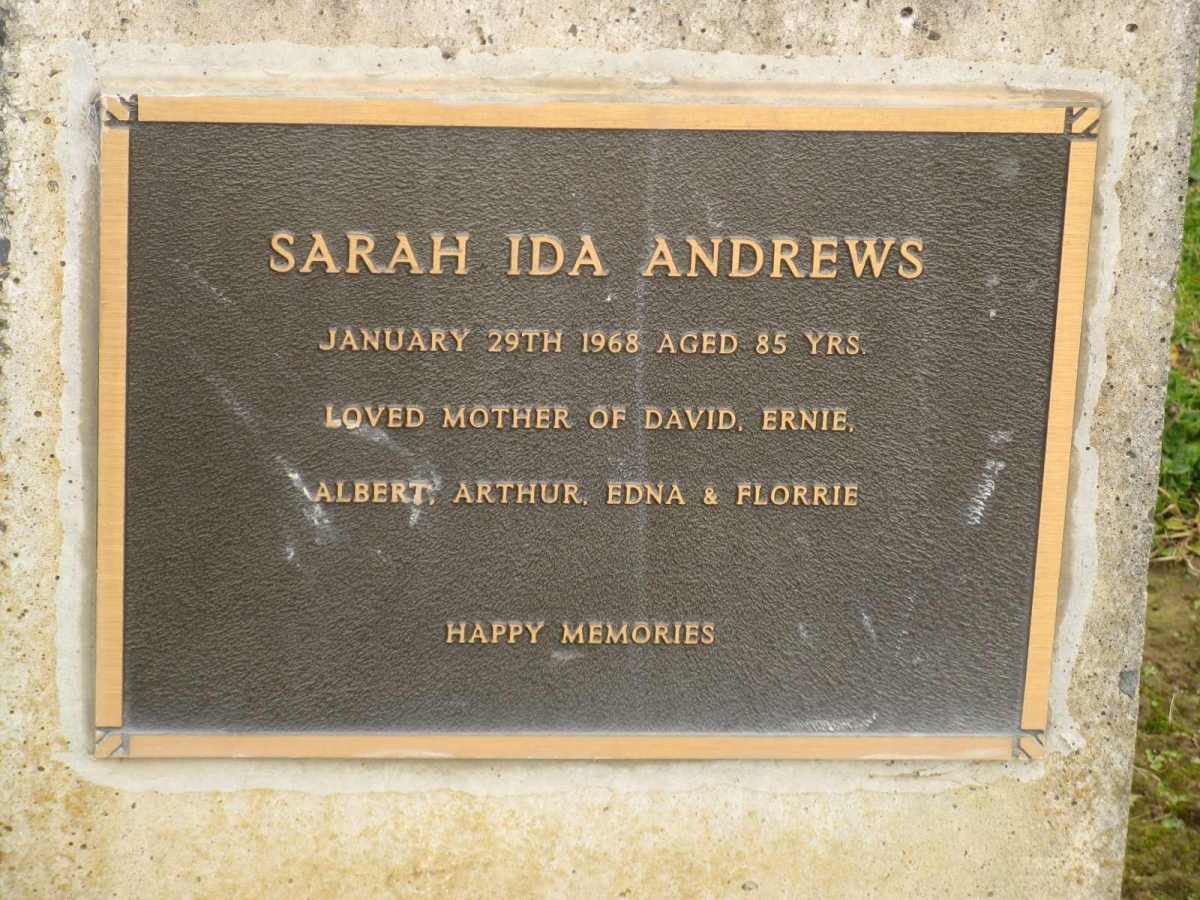 SARAH IDA ANDREWS
JANUARY 29TH 1968 AGED 85 YRS.
LOVED MOTHER OF DAVID, ERNIE,
ALBERT, ARTHUR, EDNA & FLORRIE
HAPPY MEMORIES